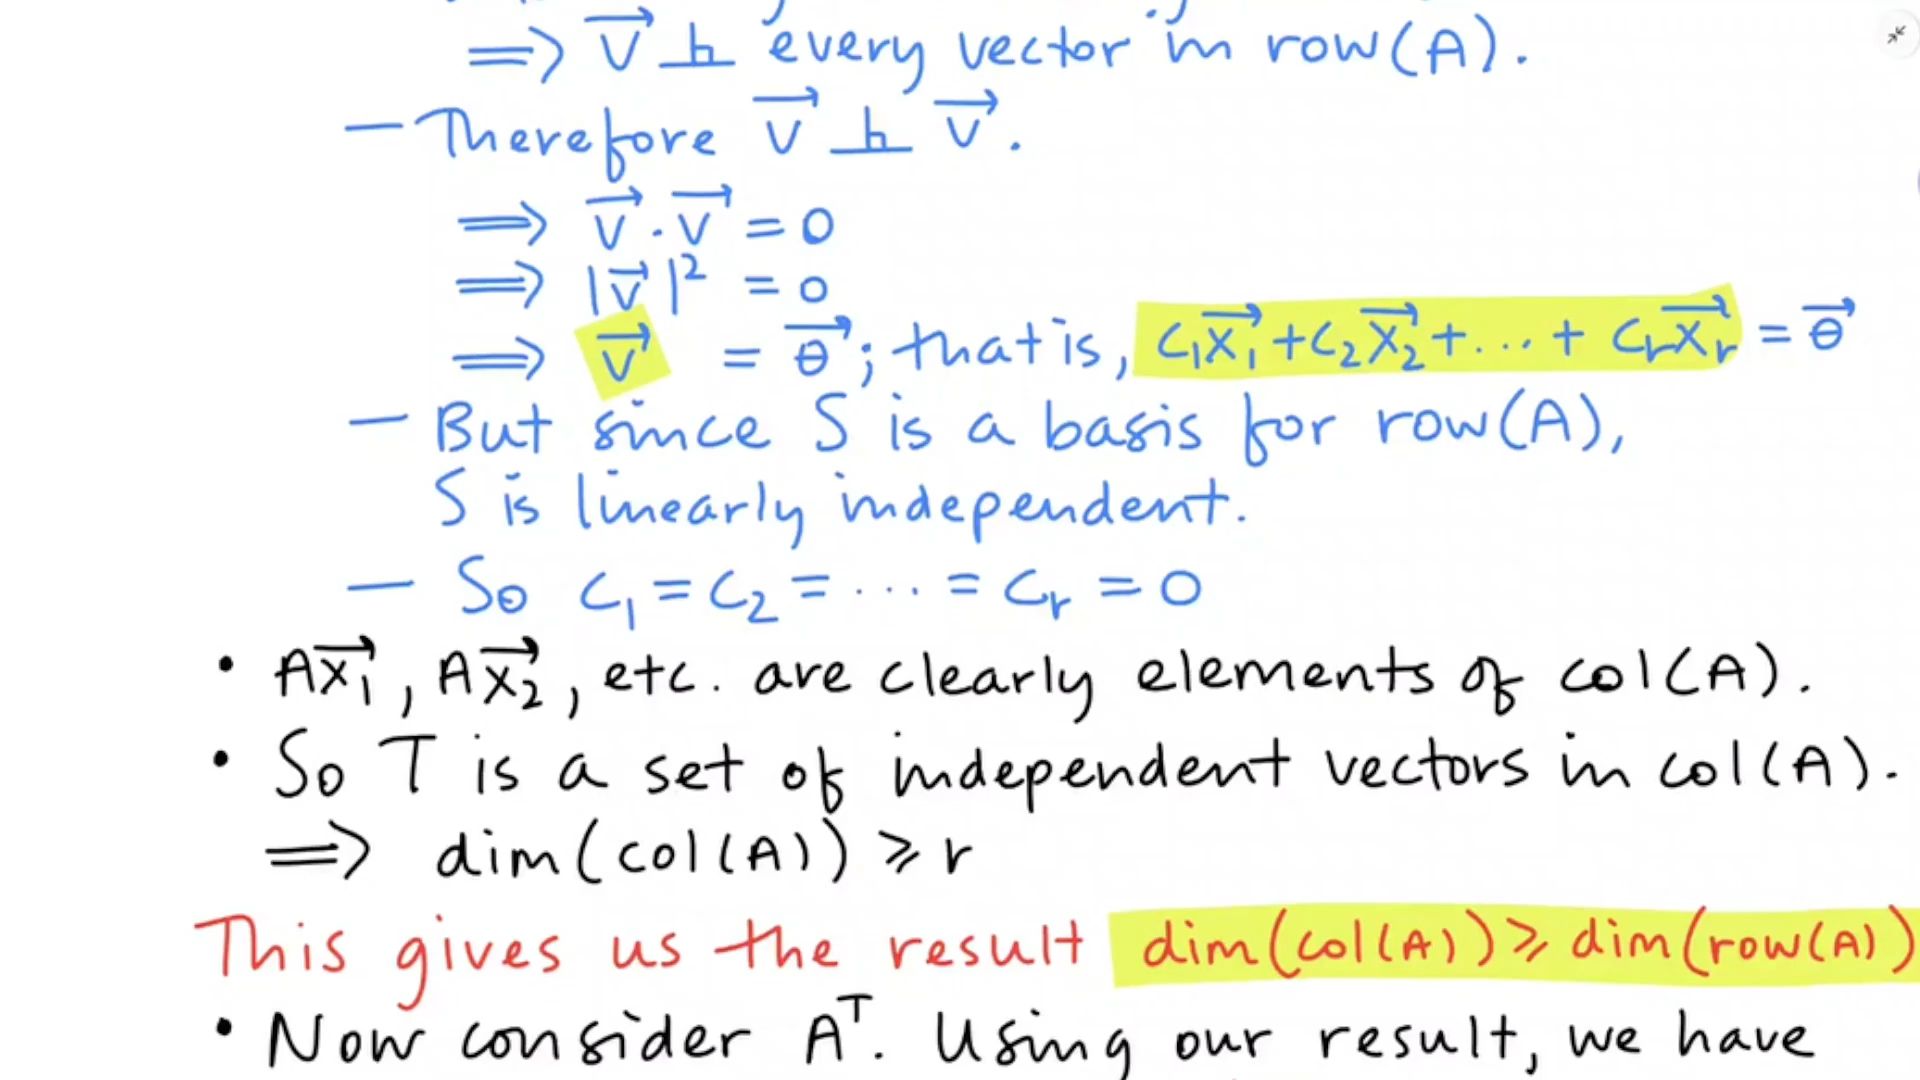 ⟹ v⃗ ⊥ every vector in row(A).
— Therefore v⃗ ⊥ v⃗.
⟹ v⃗ · v⃗ = 0
⟹ |v⃗|² = 0
⟹ v⃗ = θ⃗; that is, c₁x⃗₁ + c₂x⃗₂ + ... + cᵣx⃗ᵣ = θ⃗
— But since S is a basis for row(A),
S is linearly independent.
— So c₁ = c₂ = ... = cᵣ = 0
• Ax⃗₁, Ax⃗₂, etc. are clearly elements of col(A).
• So T is a set of independent vectors in col(A).
⟹ dim(col(A)) ⩾ r
This gives us the result dim(col(A)) ⩾ dim(row(A))
• Now consider Aᵀ. Using our result, we have